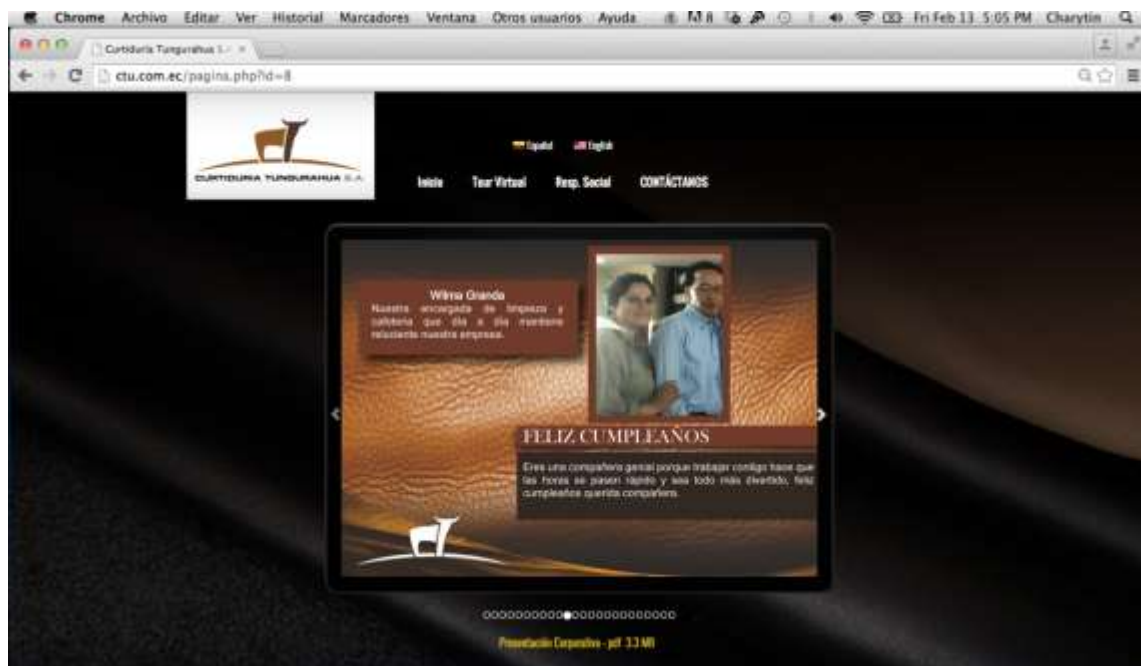 Chrome Archivo Editar Ver Historial Marcadores Ventana Otros usuarios Ayuda Fri Feb 13 5:05 PM Charytin
Curtiduría Tungurahua S.
ctu.com.ec/pagina.php?id=8
CURTIDURIA TUNGURAHUA S.A.
Español English
Inicio Tour Virtual Resp. Social CONTÁCTANOS
Wilma Granda
Nuestra encargada de limpieza y
cafetería que día a día mantiene
reluciente nuestra empresa.
FELIZ CUMPLEAÑOS
Eres una compañera genial porque trabajar contigo hace que
las horas se pasen rápido y sea todo más divertido, feliz
cumpleaños querida compañera.
Presentación Corporativa - pdf 3.3 MB